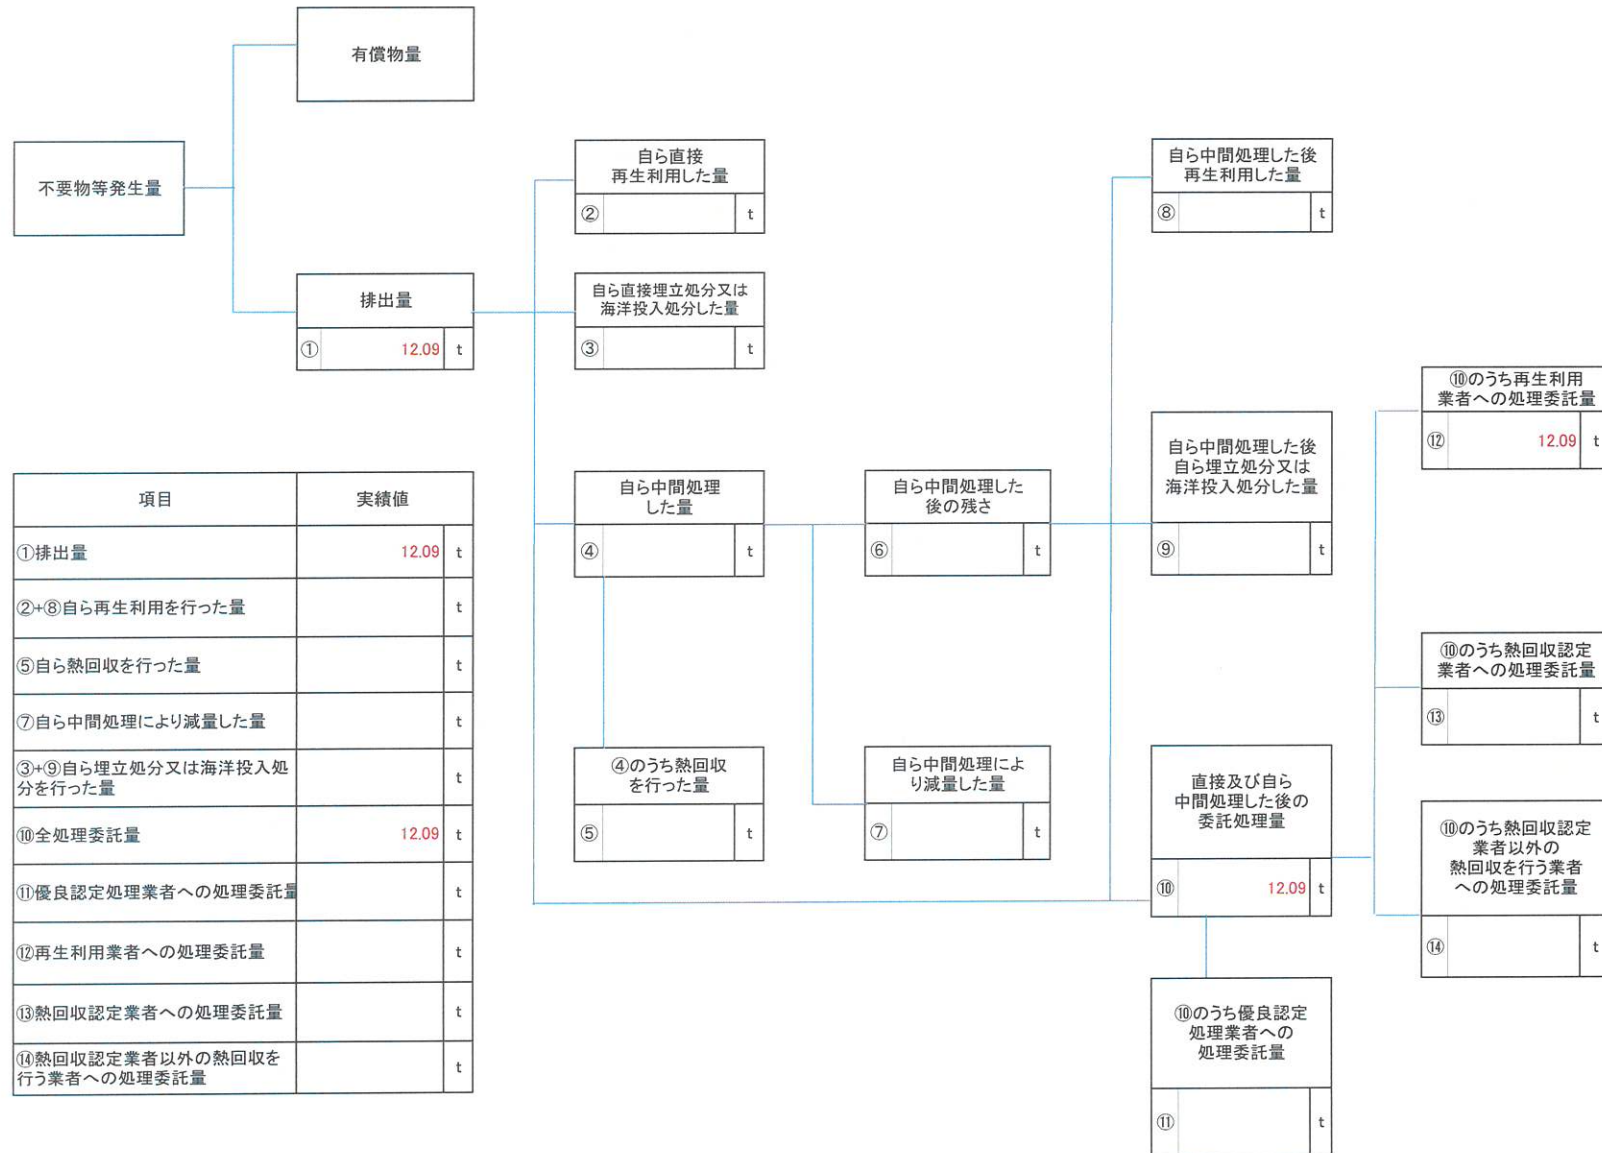 有償物量
不要物等発生量
排出量
① 12.09 t
自ら直接
再生利用した量
② t
自ら直接埋立処分又は
海洋投入処分した量
③ t
自ら中間処理
した量
④ t
④のうち熱回収
を行った量
⑤ t
自ら中間処理した
後の残さ
⑥ t
自ら中間処理によ
り減量した量
⑦ t
自ら中間処理した後
再生利用した量
⑧ t
自ら中間処理した後
自ら埋立処分又は
海洋投入処分した量
⑨ t
直接及び自ら
中間処理した後の
委託処理量
⑩ 12.09 t
⑩のうち優良認定
処理業者への
処理委託量
⑪ t
⑩のうち再生利用
業者への処理委託量
⑫ 12.09 t
⑩のうち熱回収認定
業者への処理委託量
⑬ t
⑩のうち熱回収認定
業者以外の
熱回収を行う業者
への処理委託量
⑭ t
項目 実績値
①排出量 12.09 t
②+⑧自ら再生利用を行った量 t
⑤自ら熱回収を行った量 t
⑦自ら中間処理により減量した量 t
③+⑨自ら埋立処分又は海洋投入処
分を行った量 t
⑩全処理委託量 12.09 t
⑪優良認定処理業者への処理委託量 t
⑫再生利用業者への処理委託量 t
⑬熱回収認定業者への処理委託量 t
⑭熱回収認定業者以外の熱回収を
行う業者への処理委託量 t